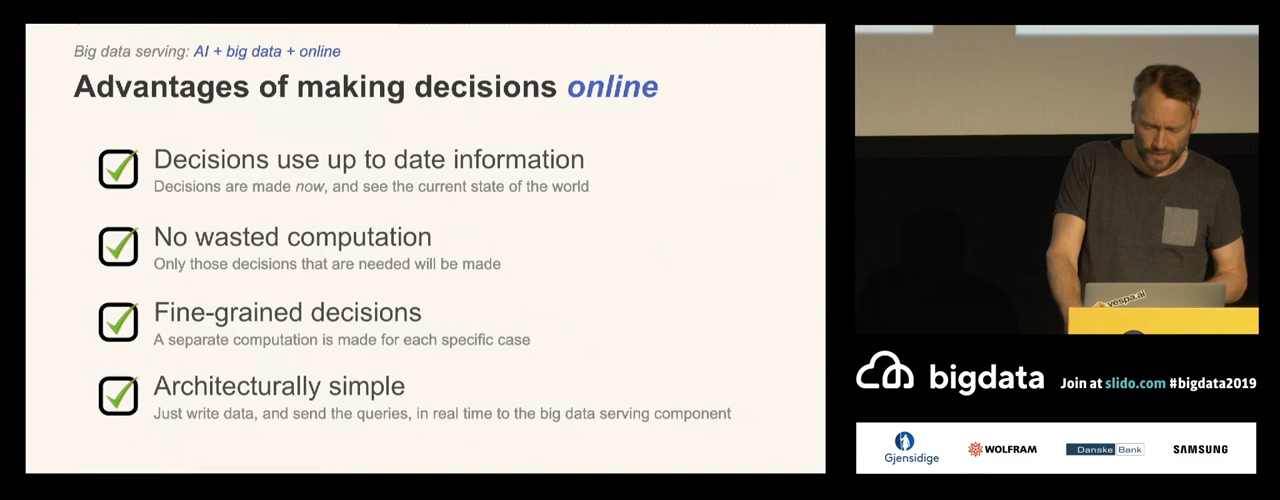 Big data serving: AI + big data + online
Advantages of making decisions online
Decisions use up to date information
Decisions are made now, and see the current state of the world
No wasted computation
Only those decisions that are needed will be made
Fine-grained decisions
A separate computation is made for each specific case
Architecturally simple
Just write data, and send the queries, in real time to the big data serving component
vespa.ai
bigdata
Join at slido.com #bigdata2019
Gjensidige
WOLFRAM
Danske Bank
SAMSUNG